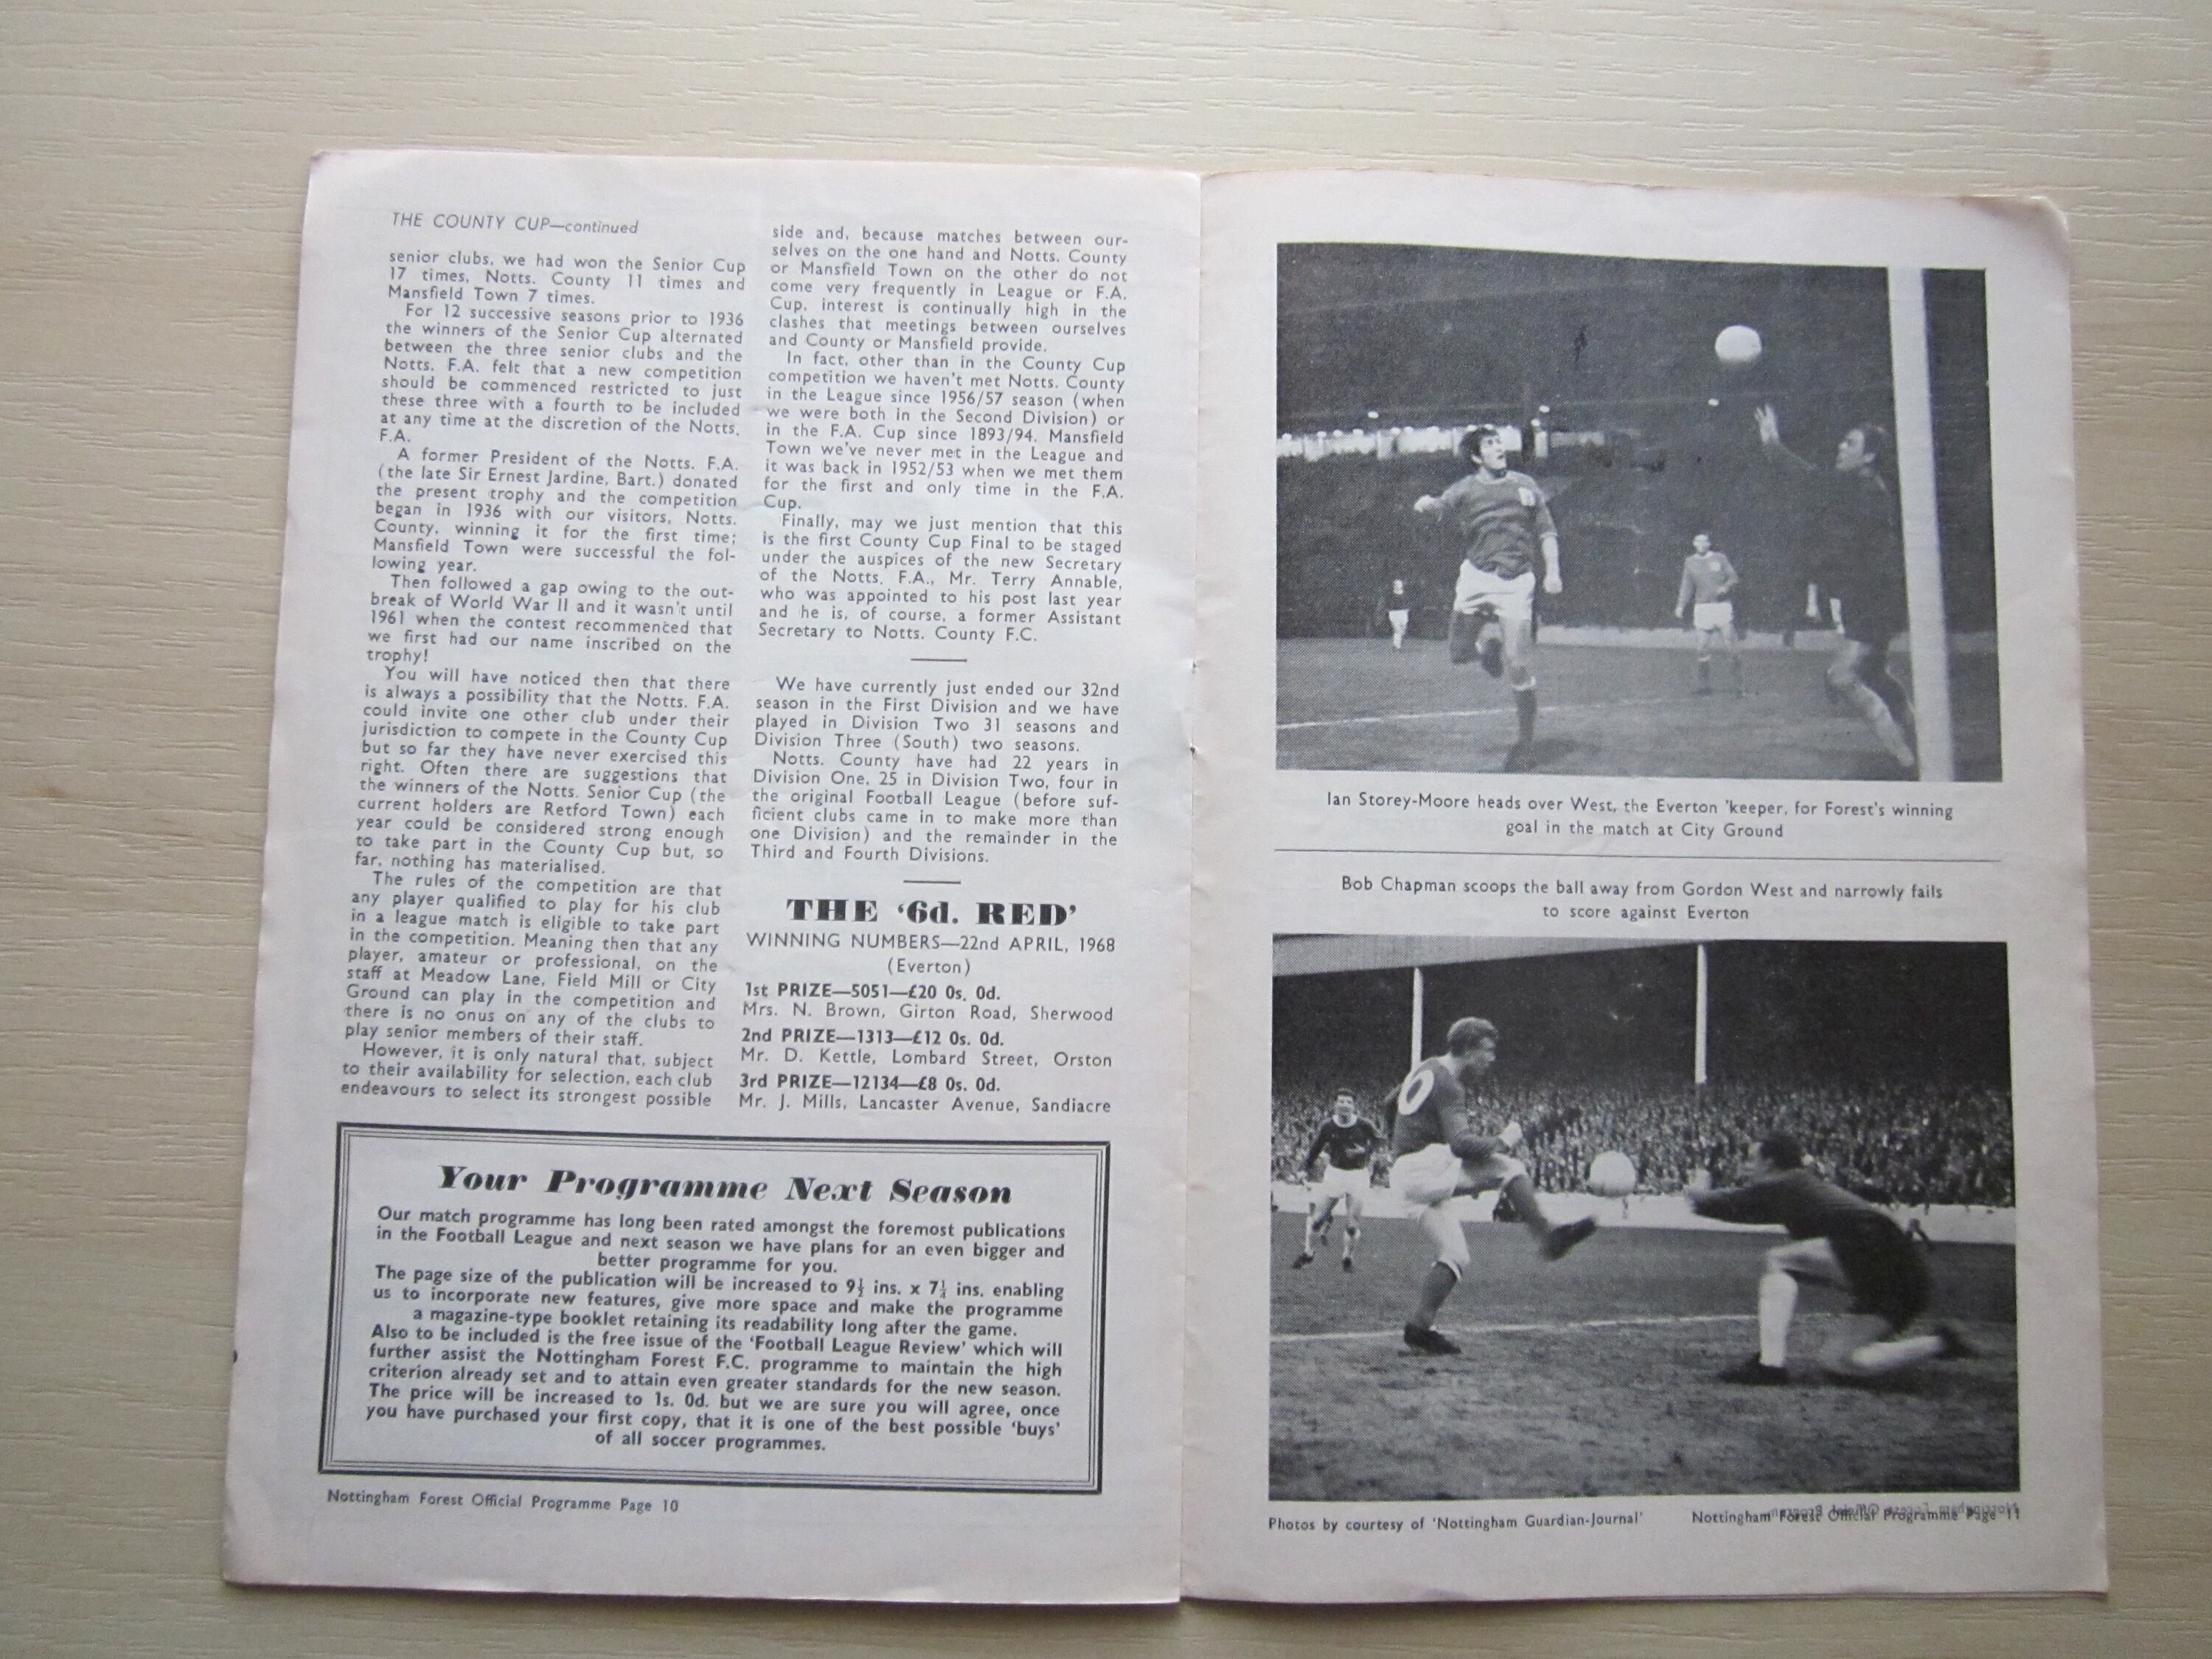 THE COUNTY CUP—continued
senior clubs, we had won the Senior Cup
17 times, Notts. County 11 times and
Mansfield Town 7 times.
For 12 successive seasons prior to 1936
the winners of the Senior Cup alternated
between the three senior clubs and the
Notts. F.A. felt that a new competition
should be commenced restricted to just
these three with a fourth to be included
at any time at the discretion of the Notts.
F.A.
A former President of the Notts. F.A.
(the late Sir Ernest Jardine, Bart.) donated
the present trophy and the competition
began in 1936 with our visitors, Notts.
County, winning it for the first time;
Mansfield Town were successful the fol-
lowing year.
Then followed a gap owing to the out-
break of World War II and it wasn't until
1961 when the contest recommenced that
we first had our name inscribed on the
trophy!
You will have noticed then that there
is always a possibility that the Notts. F.A.
could invite one other club under their
jurisdiction to compete in the County Cup
but so far they have never exercised this
right. Often there are suggestions that
the winners of the Notts. Senior Cup (the
current holders are Retford Town) each
year could be considered strong enough
to take part in the County Cup but, so
far, nothing has materialised.
The rules of the competition are that
any player qualified to play for his club
in a league match is eligible to take part
in the competition. Meaning then that any
player, amateur or professional, on the
staff at Meadow Lane, Field Mill or City
Ground can play in the competition and
there is no onus on any of the clubs to
play senior members of their staff.
However, it is only natural that, subject
to their availability for selection, each club
endeavours to select its strongest possible
side and, because matches between our-
selves on the one hand and Notts. County
or Mansfield Town on the other do not
come very frequently in League or F.A.
Cup, interest is continually high in the
clashes that meetings between ourselves
and County or Mansfield provide.
In fact, other than in the County Cup
competition we haven't met Notts. County
in the League since 1956/57 season (when
we were both in the Second Division) or
in the F.A. Cup since 1893/94. Mansfield
Town we've never met in the League and
it was back in 1952/53 when we met them
for the first and only time in the F.A.
Cup.
Finally, may we just mention that this
is the first County Cup Final to be staged
under the auspices of the new Secretary
of the Notts. F.A., Mr. Terry Annable,
who was appointed to his post last year
and he is, of course, a former Assistant
Secretary to Notts. County F.C.
We have currently just ended our 32nd
season in the First Division and we have
played in Division Two 31 seasons and
Division Three (South) two seasons.
Notts. County have had 22 years in
Division One, 25 in Division Two, four in
the original Football League (before suf-
ficient clubs came in to make more than
one Division) and the remainder in the
Third and Fourth Divisions.
THE '6d. RED'
WINNING NUMBERS—22nd APRIL, 1968
(Everton)
1st PRIZE—5051—£20 0s. 0d.
Mrs. N. Brown, Girton Road, Sherwood
2nd PRIZE—1313—£12 0s. 0d.
Mr. D. Kettle, Lombard Street, Orston
3rd PRIZE—12134—£8 0s. 0d.
Mr. J. Mills, Lancaster Avenue, Sandiacre
Your Programme Next Season
Our match programme has long been rated amongst the foremost publications
in the Football League and next season we have plans for an even bigger and
better programme for you.
The page size of the publication will be increased to 9½ ins. x 7¼ ins. enabling
us to incorporate new features, give more space and make the programme
a magazine-type booklet retaining its readability long after the game.
Also to be included is the free issue of the 'Football League Review' which will
further assist the Nottingham Forest F.C. programme to maintain the high
criterion already set and to attain even greater standards for the new season.
The price will be increased to 1s. 0d. but we are sure you will agree, once
you have purchased your first copy, that it is one of the best possible 'buys'
of all soccer programmes.
Nottingham Forest Official Programme Page 10
Ian Storey-Moore heads over West, the Everton 'keeper, for Forest's winning
goal in the match at City Ground
Bob Chapman scoops the ball away from Gordon West and narrowly fails
to score against Everton
10
Photos by courtesy of 'Nottingham Guardian-Journal'
Nottingham Forest Official Programme Page 11